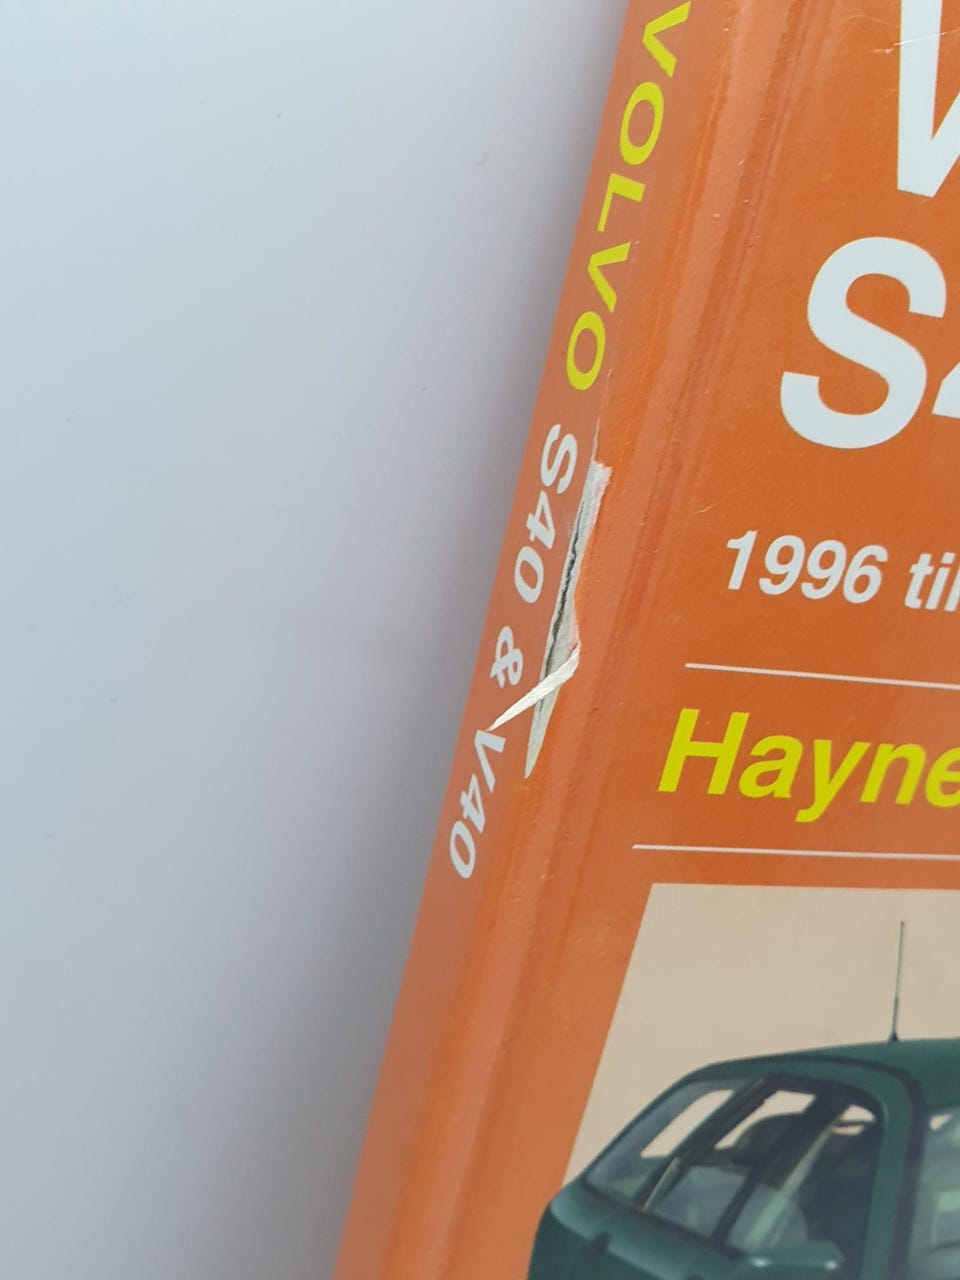 VOLVO S40 & V40
V
S4
1996 til
Hayne